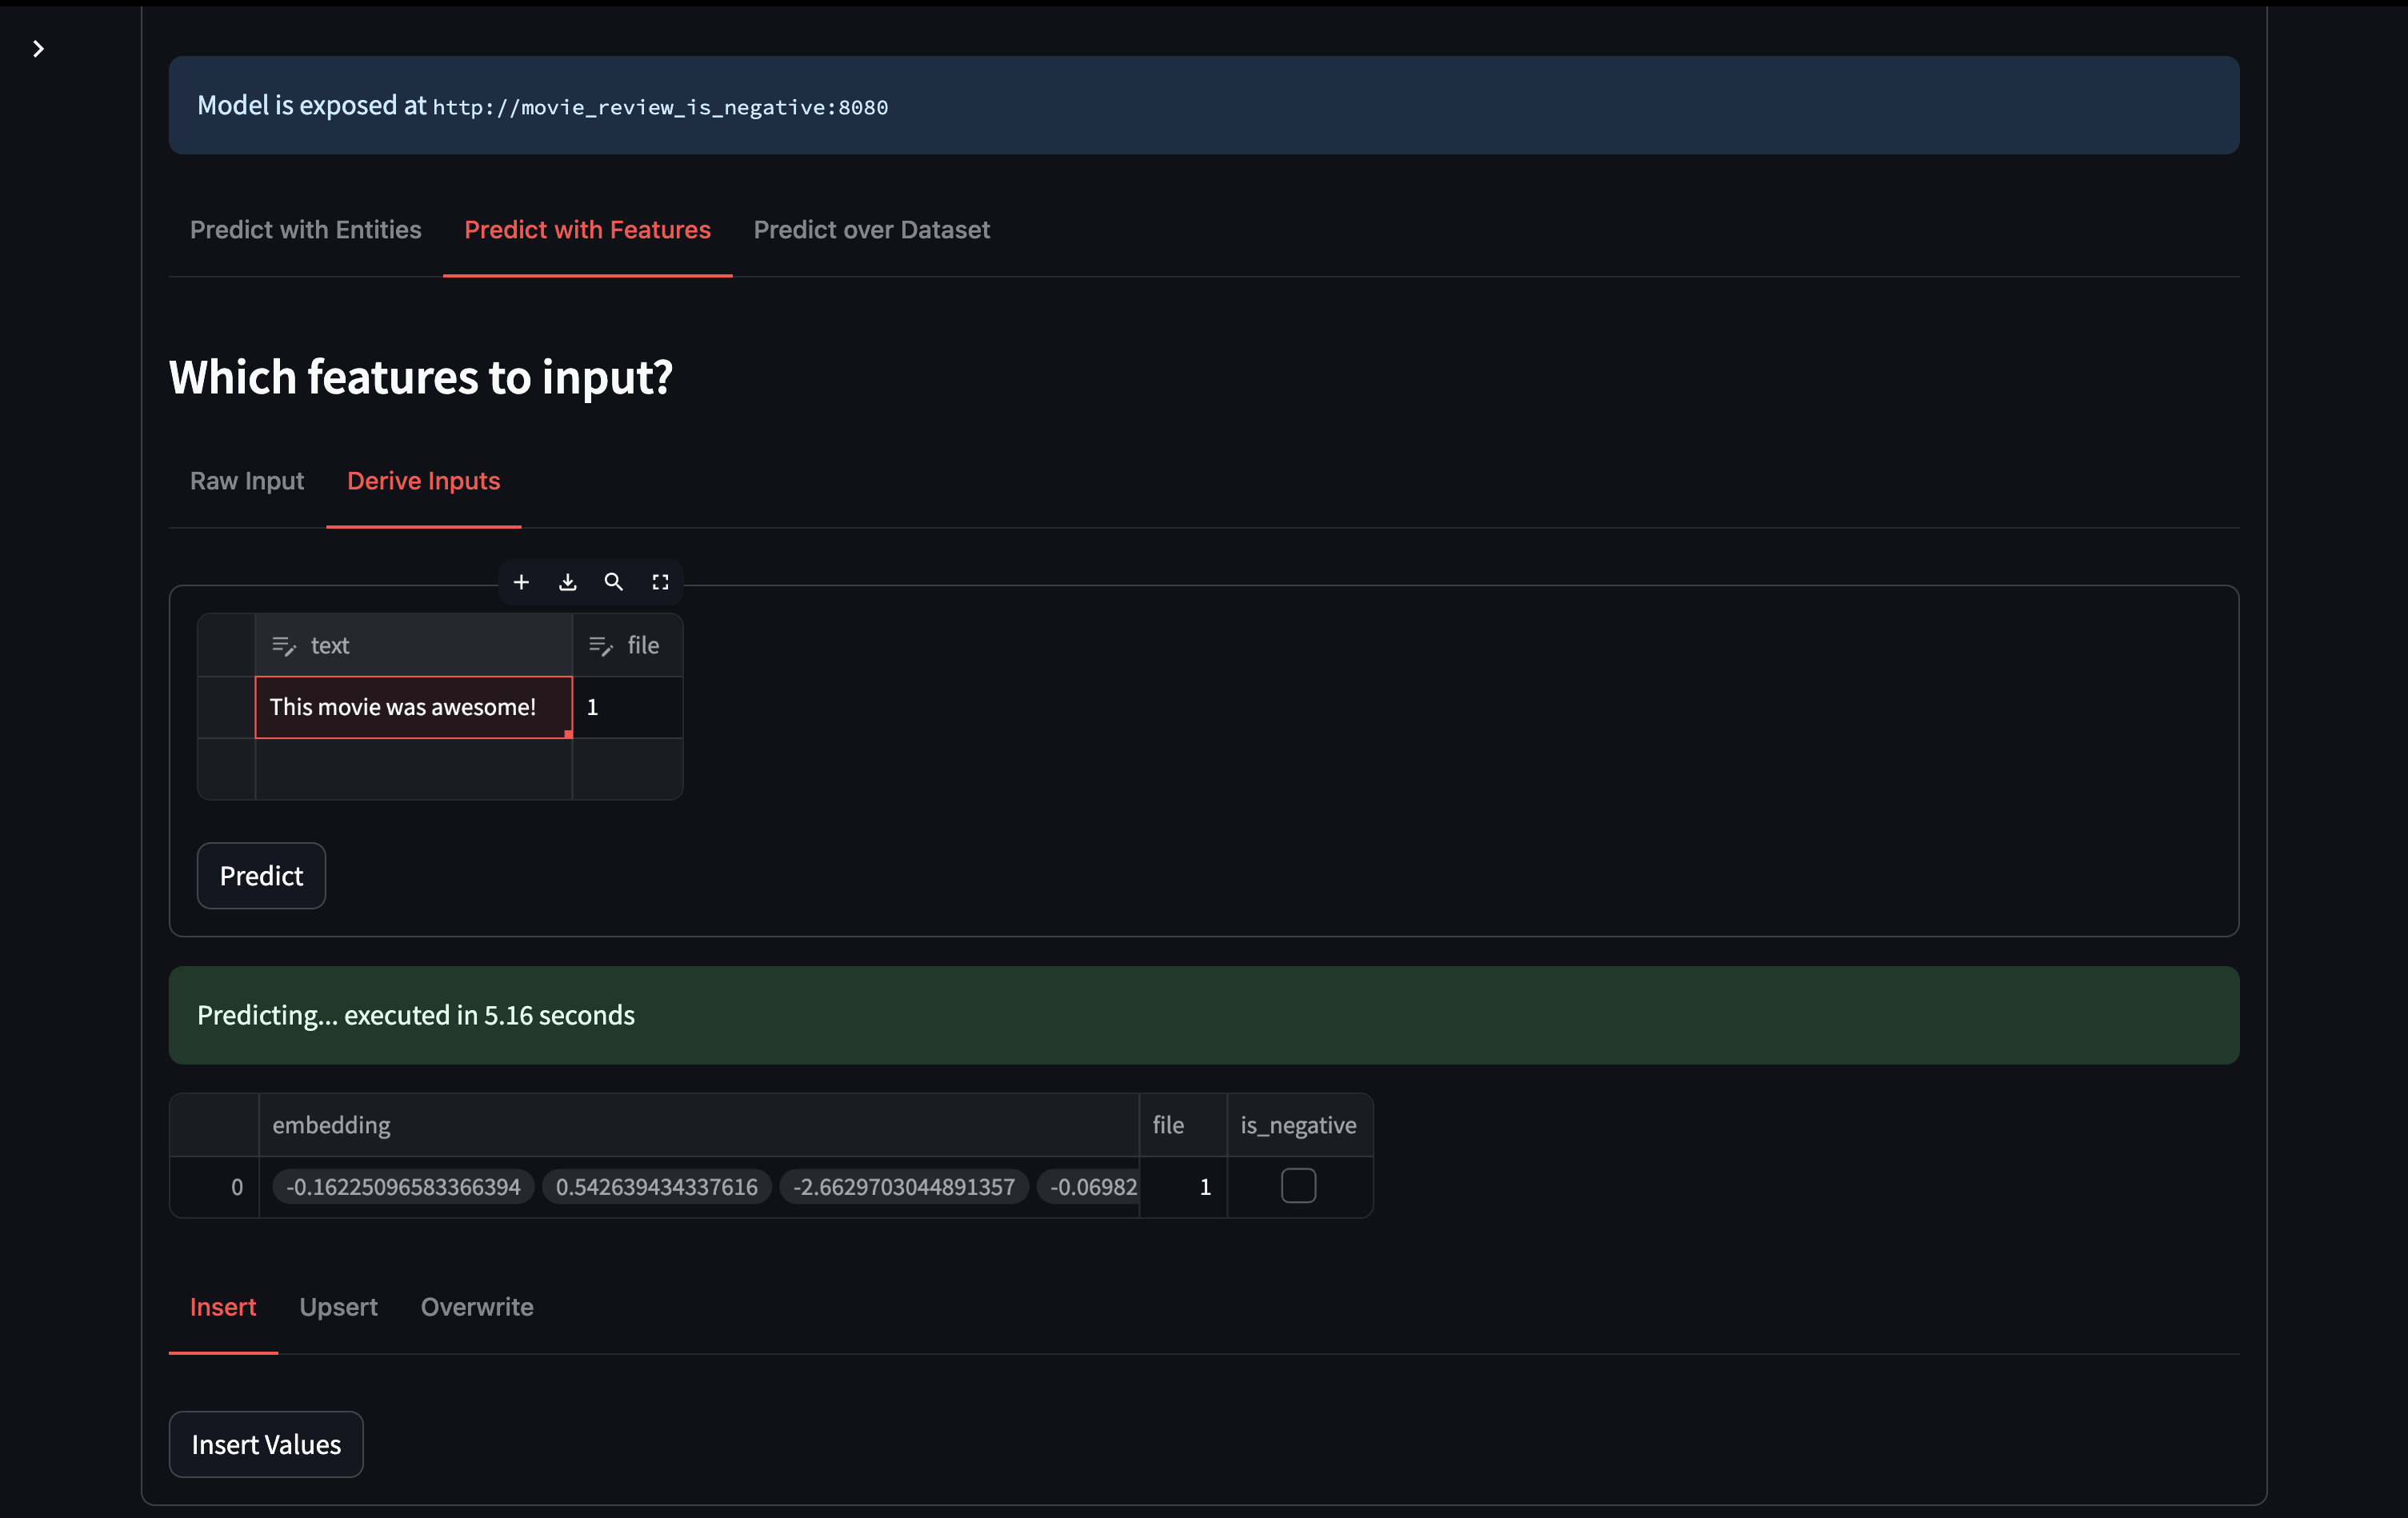 Model is exposed at http://movie_review_is_negative:8080
Predict with Entities Predict with Features Predict over Dataset
Which features to input?
Raw Input Derive Inputs
text file
This movie was awesome! 1
Predict
Predicting... executed in 5.16 seconds
embedding file is_negative
0 -0.16225096583366394 0.542639434337616 -2.6629703044891357 -0.06982 1
Insert Upsert Overwrite
Insert Values